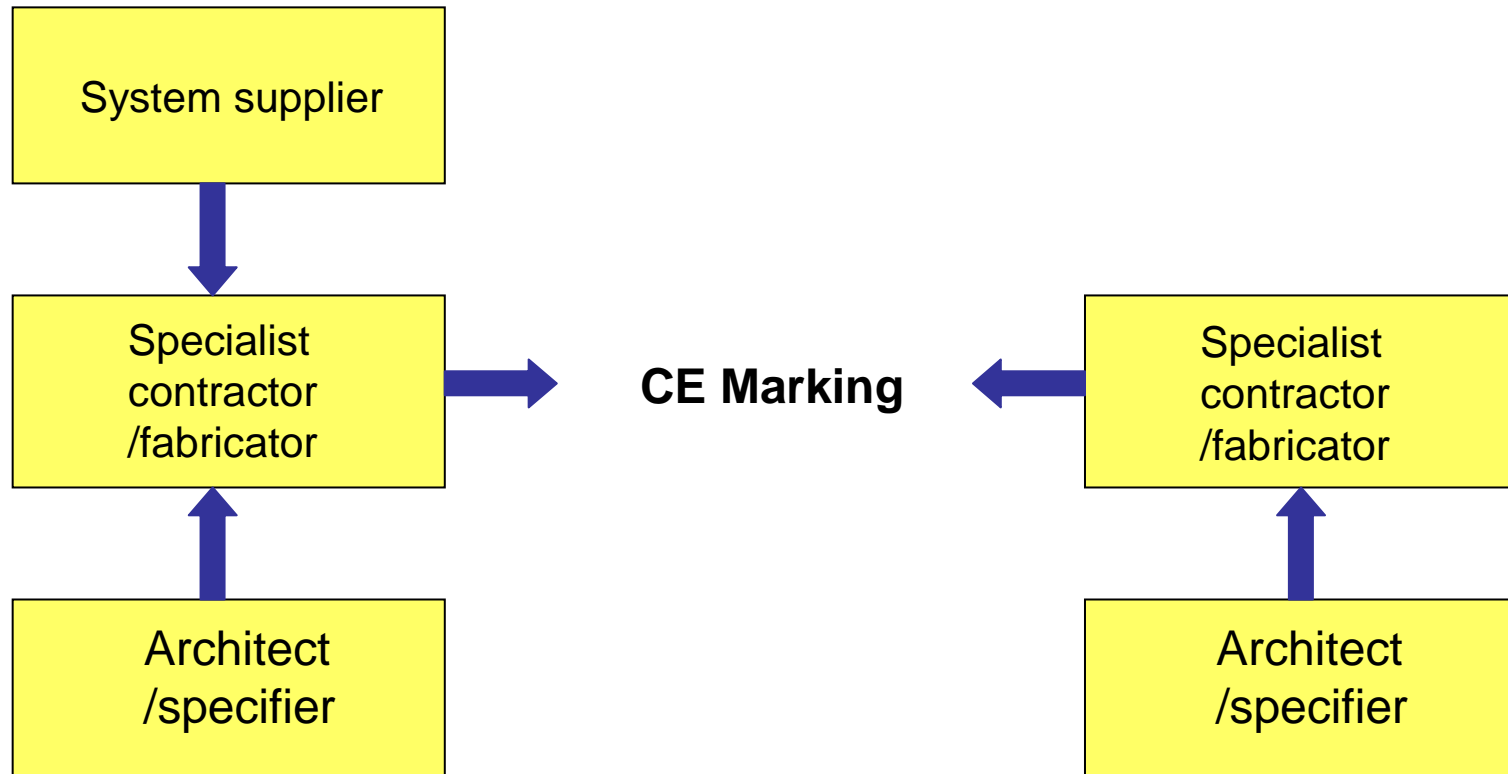 System supplier
Specialist
contractor
/fabricator
CE Marking
Specialist
contractor
/fabricator
Architect
/specifier
Architect
/specifier